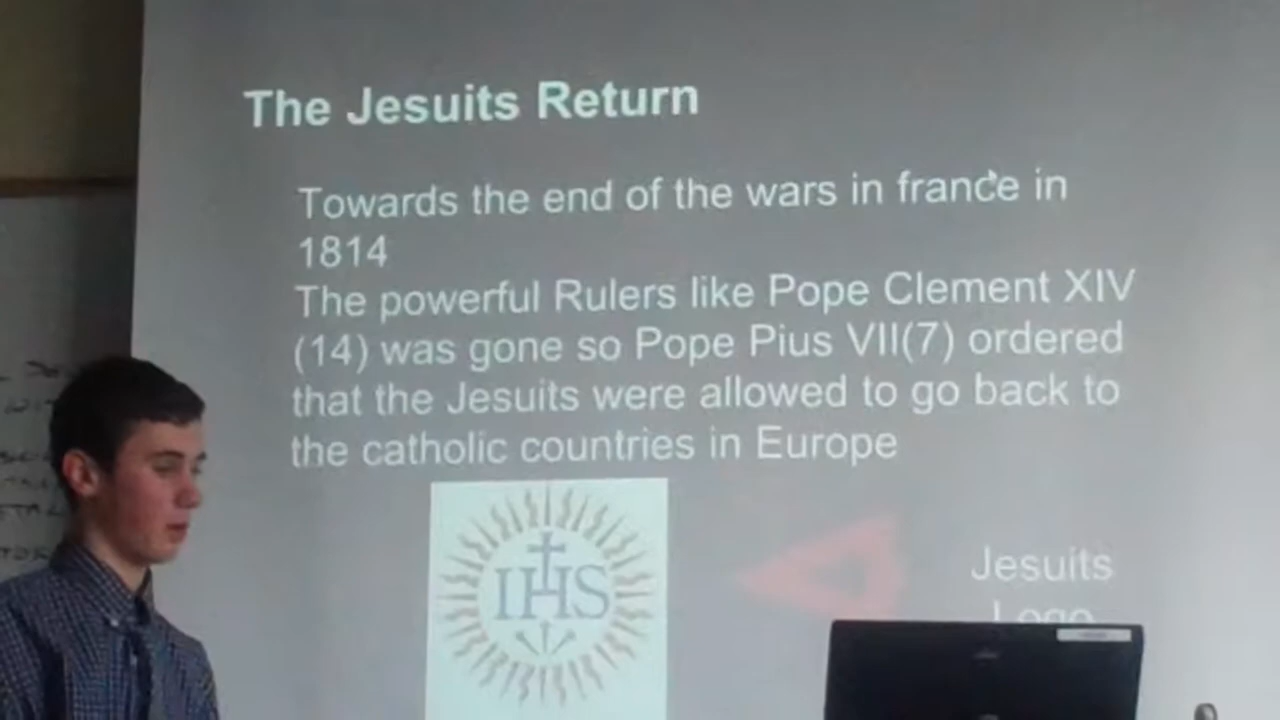 The Jesuits Return
Towards the end of the wars in france in
1814
The powerful Rulers like Pope Clement XIV
(14) was gone so Pope Pius VII(7) ordered
that the Jesuits were allowed to go back to
the catholic countries in Europe
IHS
Jesuits
Logo